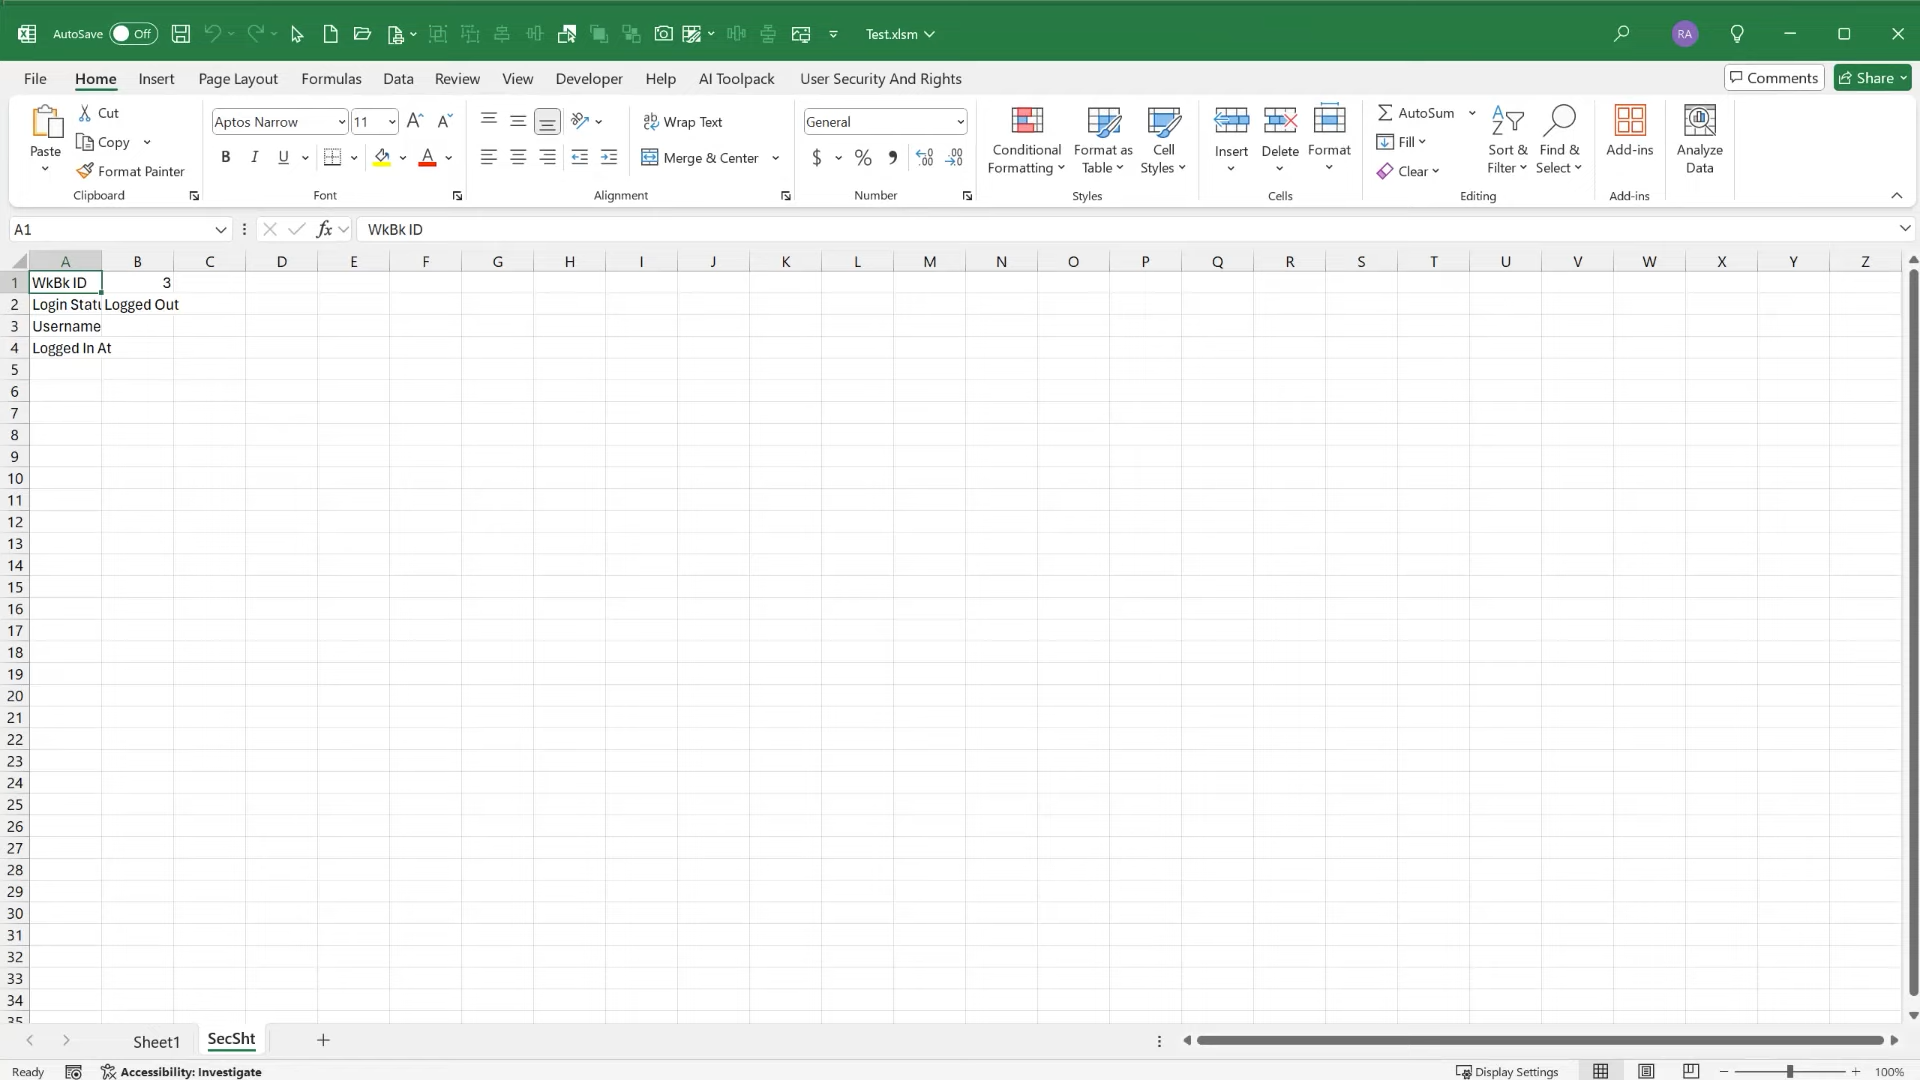 AutoSave Off Test.xlsm RA
File Home Insert Page Layout Formulas Data Review View Developer Help AI Toolpack User Security And Rights Comments Share
Paste Cut Copy Format Painter Clipboard
Aptos Narrow 11 B I U A Font
Wrap Text Merge & Center Alignment
General $ % Number
Conditional Formatting Format as Table Cell Styles Styles
Insert Delete Format Cells
AutoSum Fill Clear Sort & Filter Find & Select Editing
Add-ins Add-ins
Analyze Data
A1 fx WkBk ID
A B C D E F G H I J K L M N O P Q R S T U V W X Y Z
1 WkBk ID 3
2 Login Statu Logged Out
3 Username
4 Logged In At
5
6
7
8
9
10
11
12
13
14
15
16
17
18
19
20
21
22
23
24
25
26
27
28
29
30
31
32
33
34
35
Sheet1 SecSht
Ready Accessibility: Investigate Display Settings 100%